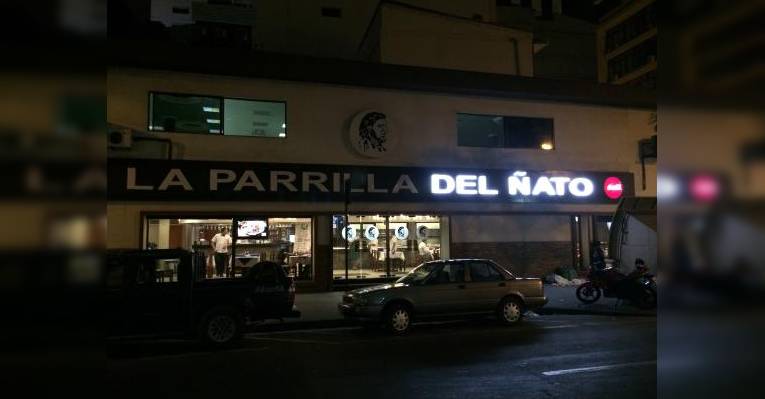 LA PARRILLA DEL ÑATO